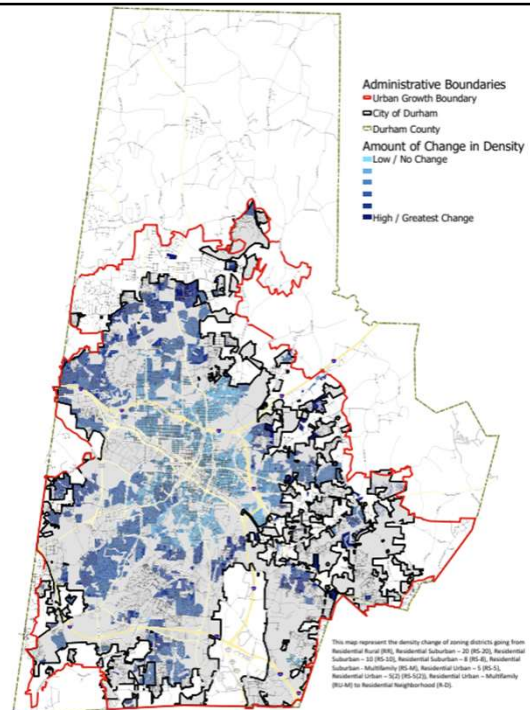 Administrative Boundaries
Urban Growth Boundary
City of Durham
Durham County
Amount of Change in Density
Low / No Change
High / Greatest Change
This map represent the density change of zoning districts going from
Residential Rural (RR), Residential Suburban – 20 (RS-20), Residential
Suburban – 10 (RS-10), Residential Suburban – 8 (RS-8), Residential
Suburban - Multifamily (RS-M), Residential Urban – 5 (RS-5),
Residential Urban – 5(2) (RS-5(2)), Residential Urban – Multifamily
(RU-M) to Residential Neighborhood (R-D).